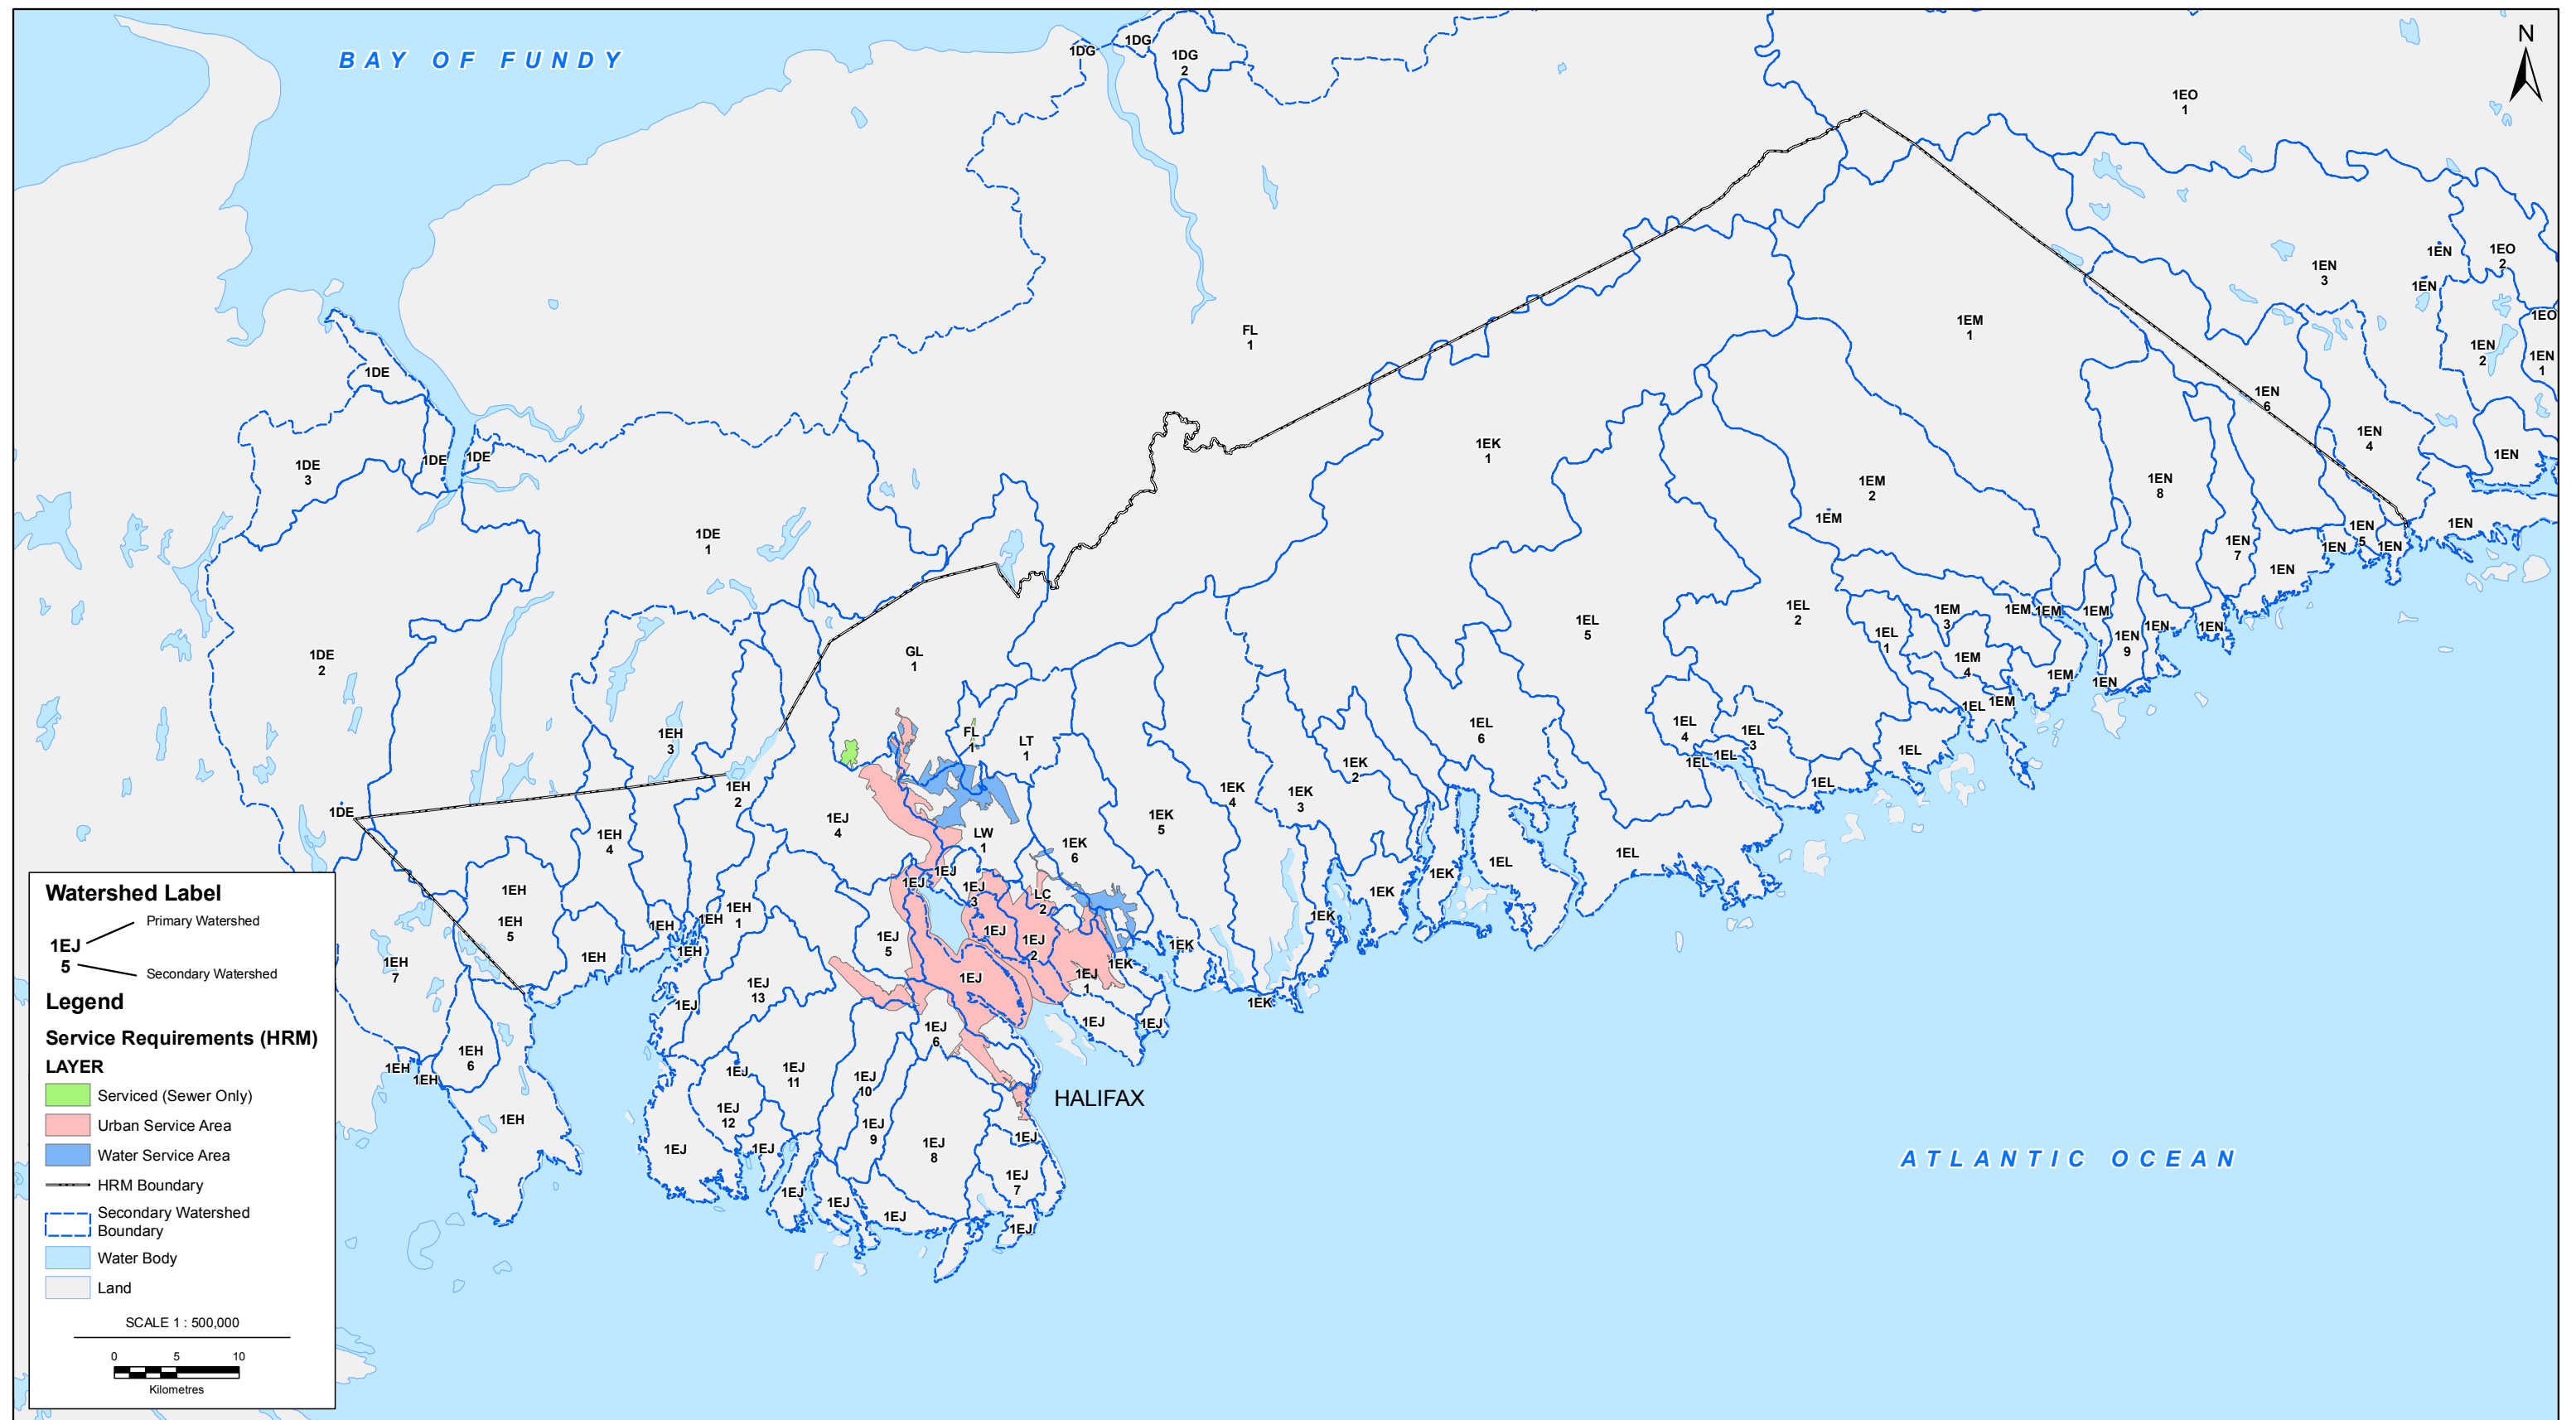 BAY OF FUNDY
1DG
1DG
1DG
2
N
1EO
1
1EN
1EO
2
1EN
3
1EN
1EO
1EM
1
FL
1
1EN
2
1EN
1
1DE
1EN
6
1EN
4
1EK
1
1EN
1DE
3
1DE
1DE
1EM
2
1EN
8
1EM
1DE
1
1EN
5
1EN
1EN
1EN
1EN
7
1EN
1EL
2
1EM
3
1EM
1EM
1EM
1EL
5
1EL
1
1EN
1EN
1EN
9
1DE
2
GL
1
1EM
4
1EM
1EN
1EL
1EM
1EH
3
FL
1
LT
1
1EL
6
1EL
4
1EL
3
1EL
1EL
1EL
1EK
2
1EL
1EH
2
1EK
4
1EK
3
1DE
1EJ
4
1EK
5
1EH
4
LW
1
1EK
6
1EL
1EL
1EJ
1EJ
1EJ
3
1EK
1EK
1EH
1EH
5
LC
2
1EH
1
1EH
1EH
1EK
1EJ
5
1EJ
1EJ
2
1EK
1EH
1EH
1EK
1EH
7
1EJ
1EJ
1
1EJ
13
1EJ
1EK
1EJ
6
1EJ
1EJ
1EH
6
1EH
1EH
1EJ
1EJ
11
1EJ
10
HALIFAX
1EJ
12
1EH
1EJ
9
1EJ
8
1EJ
1EJ
1EJ
1EJ
7
1EJ
1EJ
1EJ
1EJ
ATLANTIC OCEAN
Watershed Label
Primary Watershed
1EJ
5
Secondary Watershed
Legend
Service Requirements (HRM)
LAYER
Serviced (Sewer Only)
Urban Service Area
Water Service Area
HRM Boundary
Secondary Watershed
Boundary
Water Body
Land
SCALE 1 : 500,000
0 5 10
Kilometres